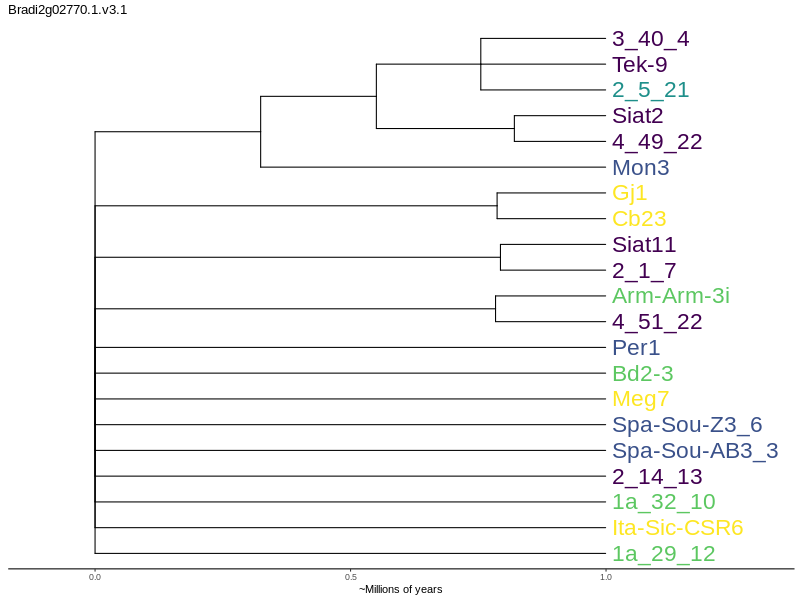 Bradi2g02770.1.v3.1
3_40_4
Tek-9
2_5_21
Siat2
4_49_22
Mon3
Gj1
Cb23
Siat11
2_1_7
Arm-Arm-3i
4_51_22
Per1
Bd2-3
Meg7
Spa-Sou-Z3_6
Spa-Sou-AB3_3
2_14_13
1a_32_10
Ita-Sic-CSR6
1a_29_12
0.0 0.5 1.0
~Millions of years